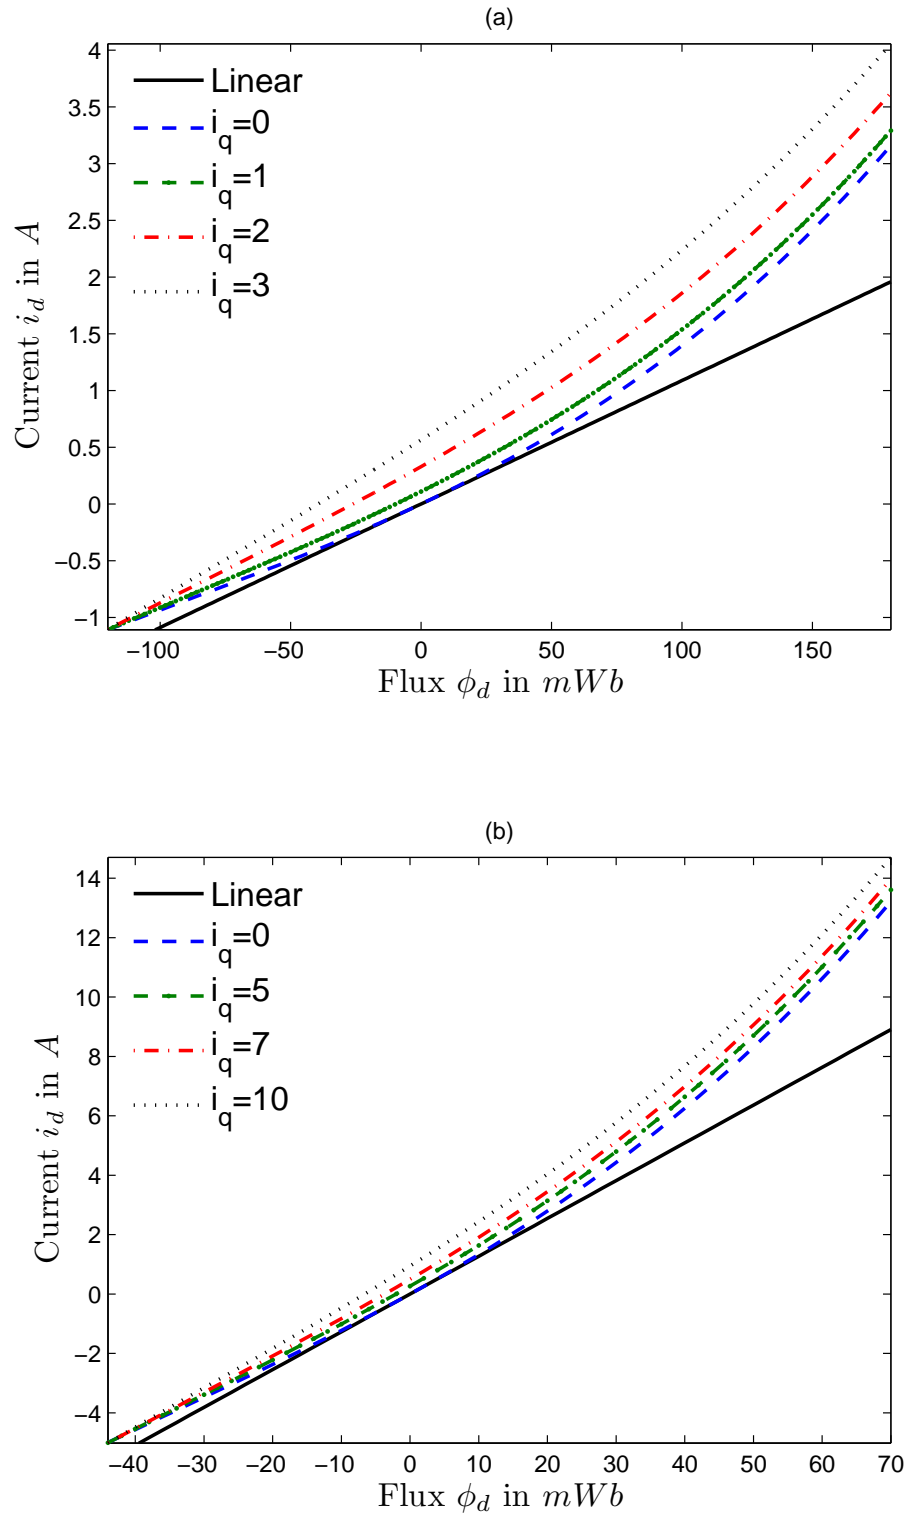 (a)
4
3.5
3
2.5
2
1.5
1
0.5
0
−0.5
−1
Linear
i_q=0
i_q=1
i_q=2
i_q=3
Current i_d in A
−100 −50 0 50 100 150
Flux ϕ_d in mWb
(b)
14
12
10
8
6
4
2
0
−2
−4
Linear
i_q=0
i_q=5
i_q=7
i_q=10
Current i_d in A
−40 −30 −20 −10 0 10 20 30 40 50 60 70
Flux ϕ_d in mWb